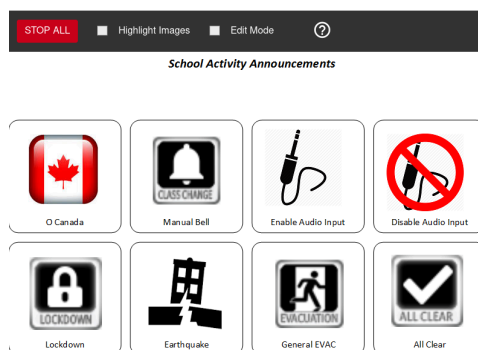 STOP ALL Highlight Images Edit Mode ?
School Activity Announcements
CLASS CHANGE
O Canada Manual Bell Enable Audio Input Disable Audio Input
LOCKDOWN EVACUATION ALL CLEAR
Lockdown Earthquake General EVAC All Clear